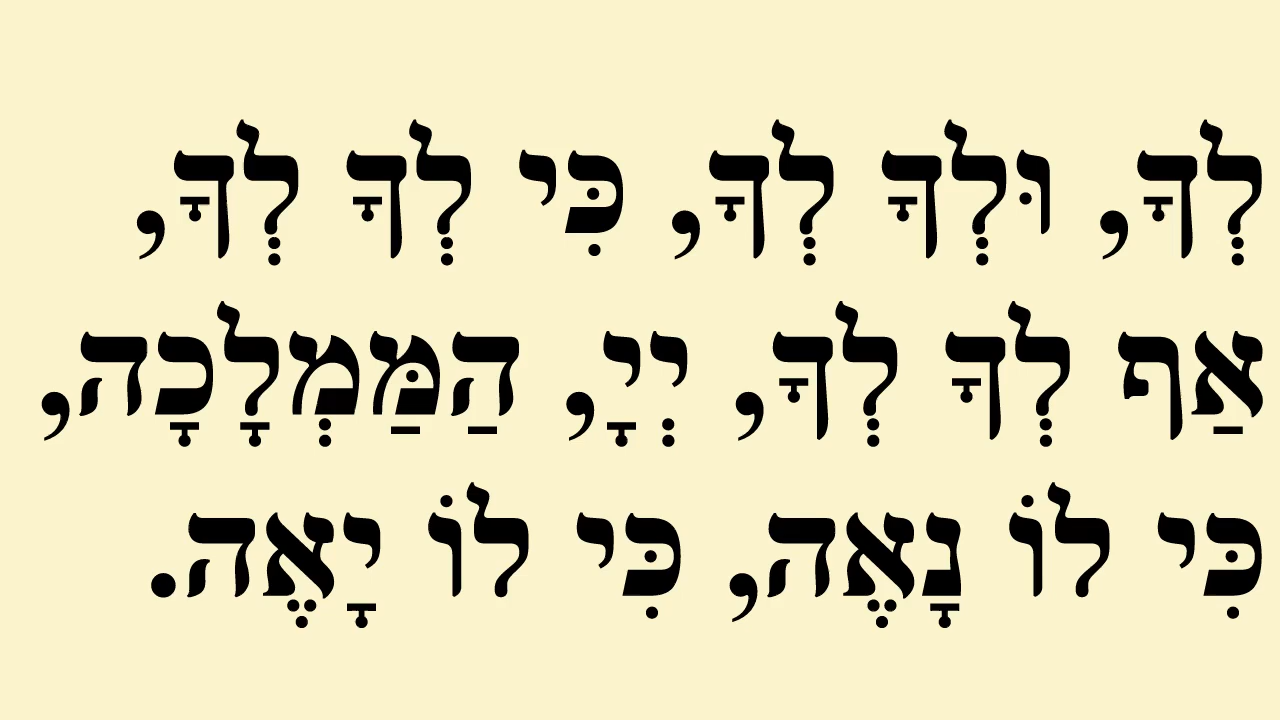 לְךָ, וּלְךָ לְךָ, כִּי לְךָ לְךָ,
אַף לְךָ לְךָ, יְיָ, הַמַּמְלָכָה,
כִּי לוֹ נָאֶה, כִּי לוֹ יָאֶה.